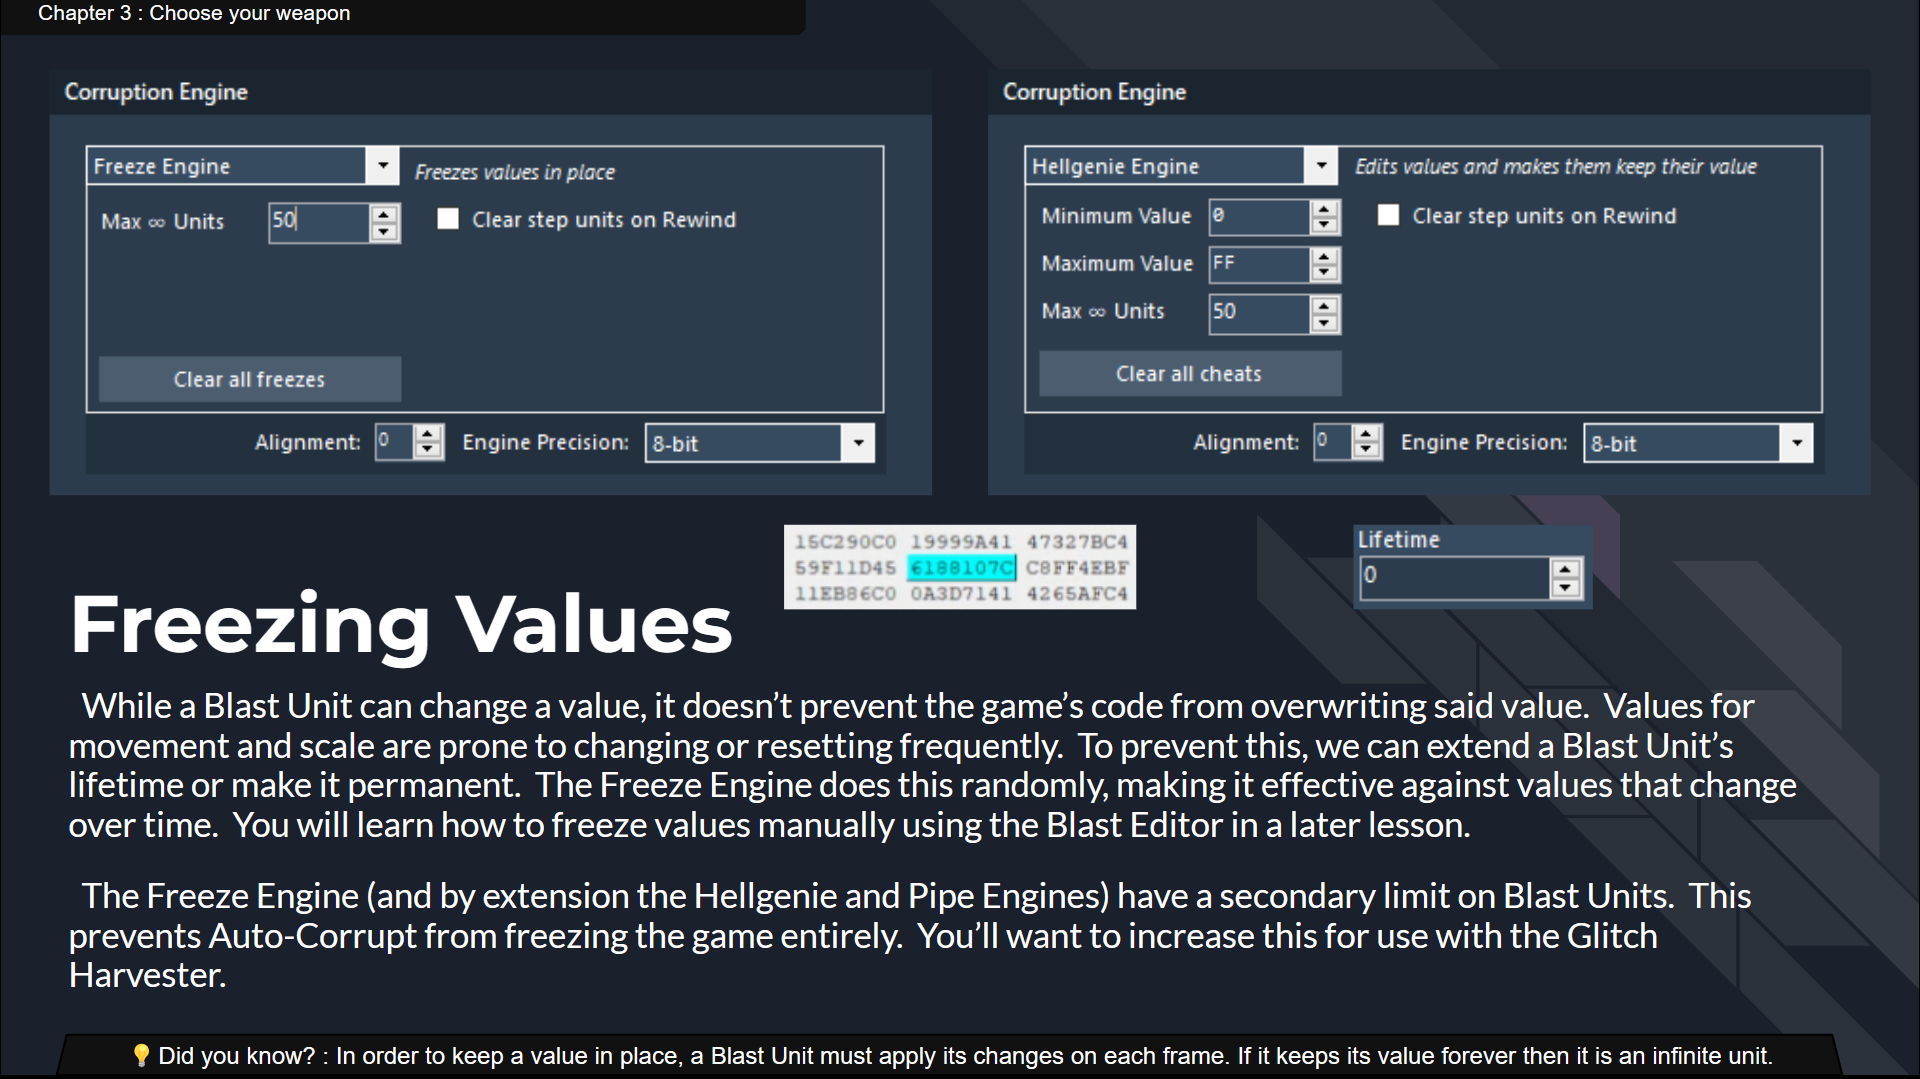 Chapter 3 : Choose your weapon
Corruption Engine
Freeze Engine
Freezes values in place
Max ∞ Units
50
Clear step units on Rewind
Clear all freezes
Alignment:
0
Engine Precision:
8-bit
Corruption Engine
Hellgenie Engine
Edits values and makes them keep their value
Minimum Value
0
Clear step units on Rewind
Maximum Value
FF
Max ∞ Units
50
Clear all cheats
Alignment:
0
Engine Precision:
8-bit
15C290C0 19999A41 47327BC4
59F11D45 6188107C C8FF4EBF
11EB86C0 0A3D7141 4265AFC4
Lifetime
0
Freezing Values
While a Blast Unit can change a value, it doesn’t prevent the game’s code from overwriting said value. Values for
movement and scale are prone to changing or resetting frequently. To prevent this, we can extend a Blast Unit’s
lifetime or make it permanent. The Freeze Engine does this randomly, making it effective against values that change
over time. You will learn how to freeze values manually using the Blast Editor in a later lesson.
The Freeze Engine (and by extension the Hellgenie and Pipe Engines) have a secondary limit on Blast Units. This
prevents Auto-Corrupt from freezing the game entirely. You’ll want to increase this for use with the Glitch
Harvester.
💡 Did you know? : In order to keep a value in place, a Blast Unit must apply its changes on each frame. If it keeps its value forever then it is an infinite unit.